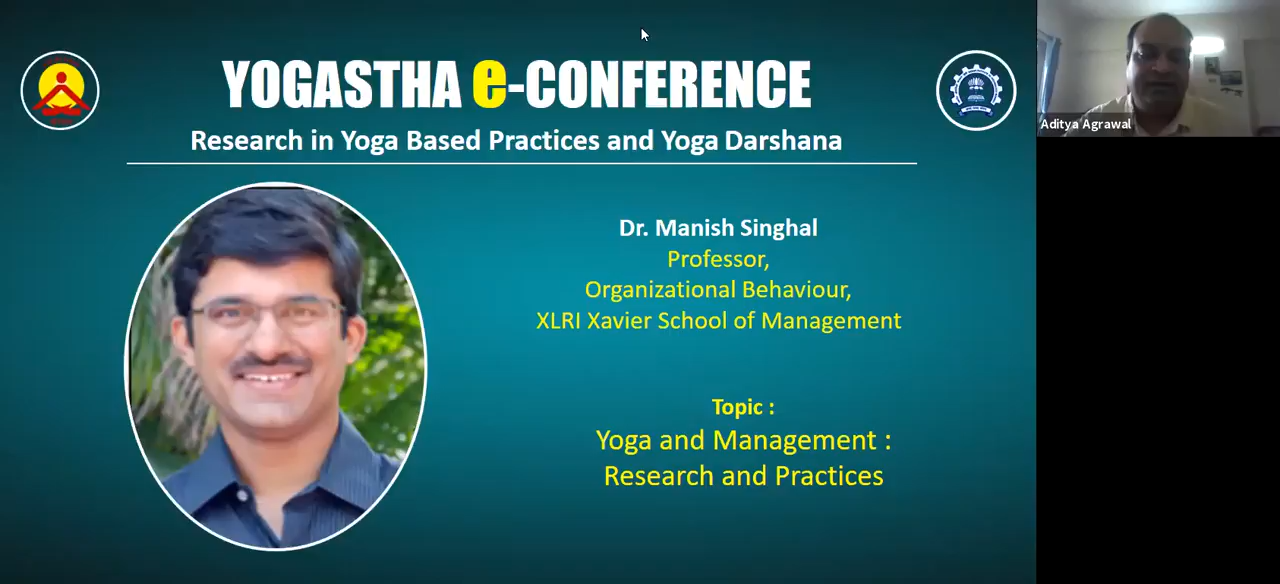 YOGASTHA e-CONFERENCE
Research in Yoga Based Practices and Yoga Darshana
Dr. Manish Singhal
Professor,
Organizational Behaviour,
XLRI Xavier School of Management
Topic :
Yoga and Management :
Research and Practices
Aditya Agrawal